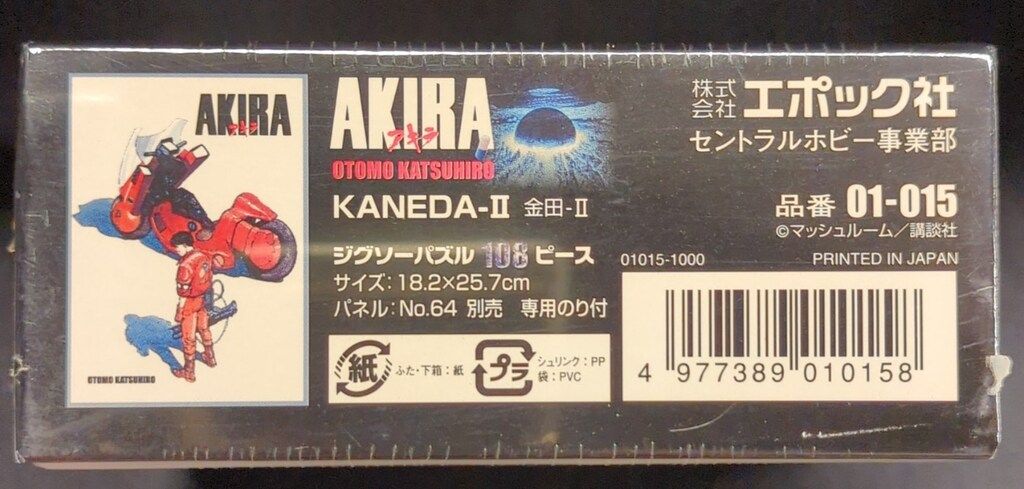 AKIRA
アキラ
OTOMO KATSUHIRO
AKIRA
アキラ
OTOMO KATSUHIRO
KANEDA-II 金田-II
ジグソーパズル 108 ピース
サイズ:18.2×25.7cm
パネル:No.64 別売 専用のり付
紙 ふた・下箱:紙
プラ シュリンク:PP
袋:PVC
株式会社 エポック社
セントラルホビー事業部
品番 01-015
©マッシュルーム/講談社
01015-1000 PRINTED IN JAPAN
4 977389 010158